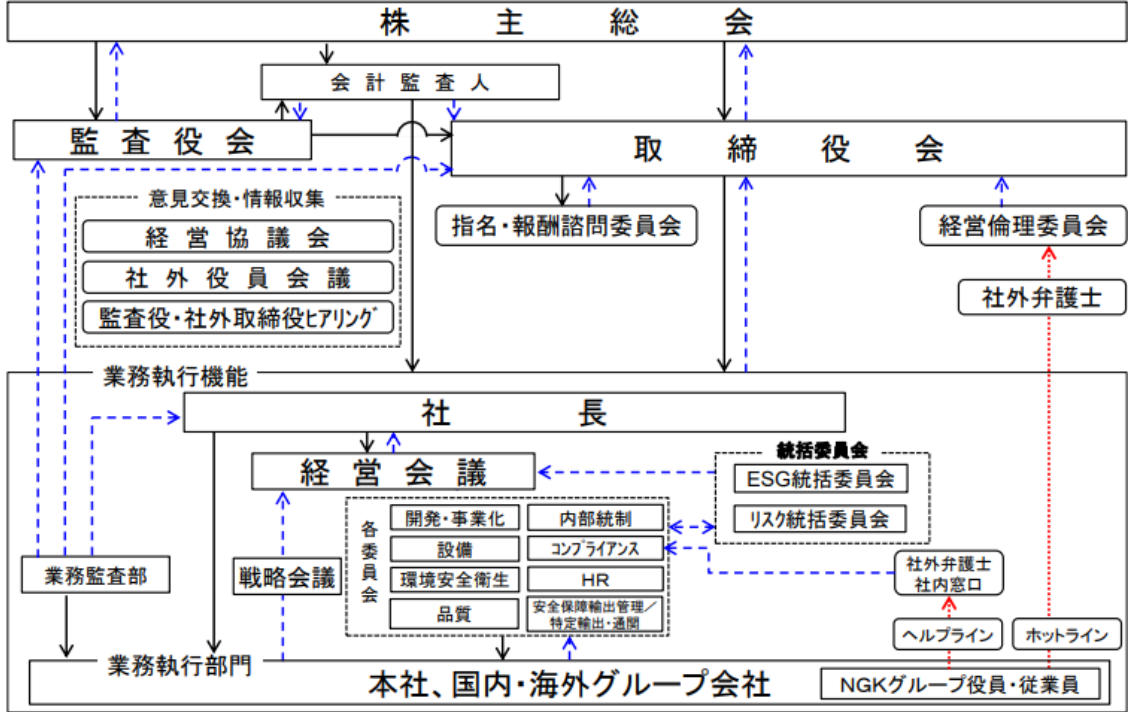 株主総会
会計監査人
監査役会
取締役会
意見交換・情報収集
経営協議会
社外役員会議
監査役・社外取締役ﾋｱﾘﾝｸﾞ
指名・報酬諮問委員会
経営倫理委員会
社外弁護士
業務執行機能
社長
経営会議
統括委員会
ESG統括委員会
ﾘｽｸ統括委員会
各委員会
開発・事業化
内部統制
設備
ｺﾝﾌﾟﾗｲｱﾝｽ
環境安全衛生
HR
品質
安全保障輸出管理／
特定輸出・通関
業務監査部
戦略会議
社外弁護士
社内窓口
ヘルプライン
ホットライン
業務執行部門
本社、国内・海外グループ会社
NGKグループ役員・従業員